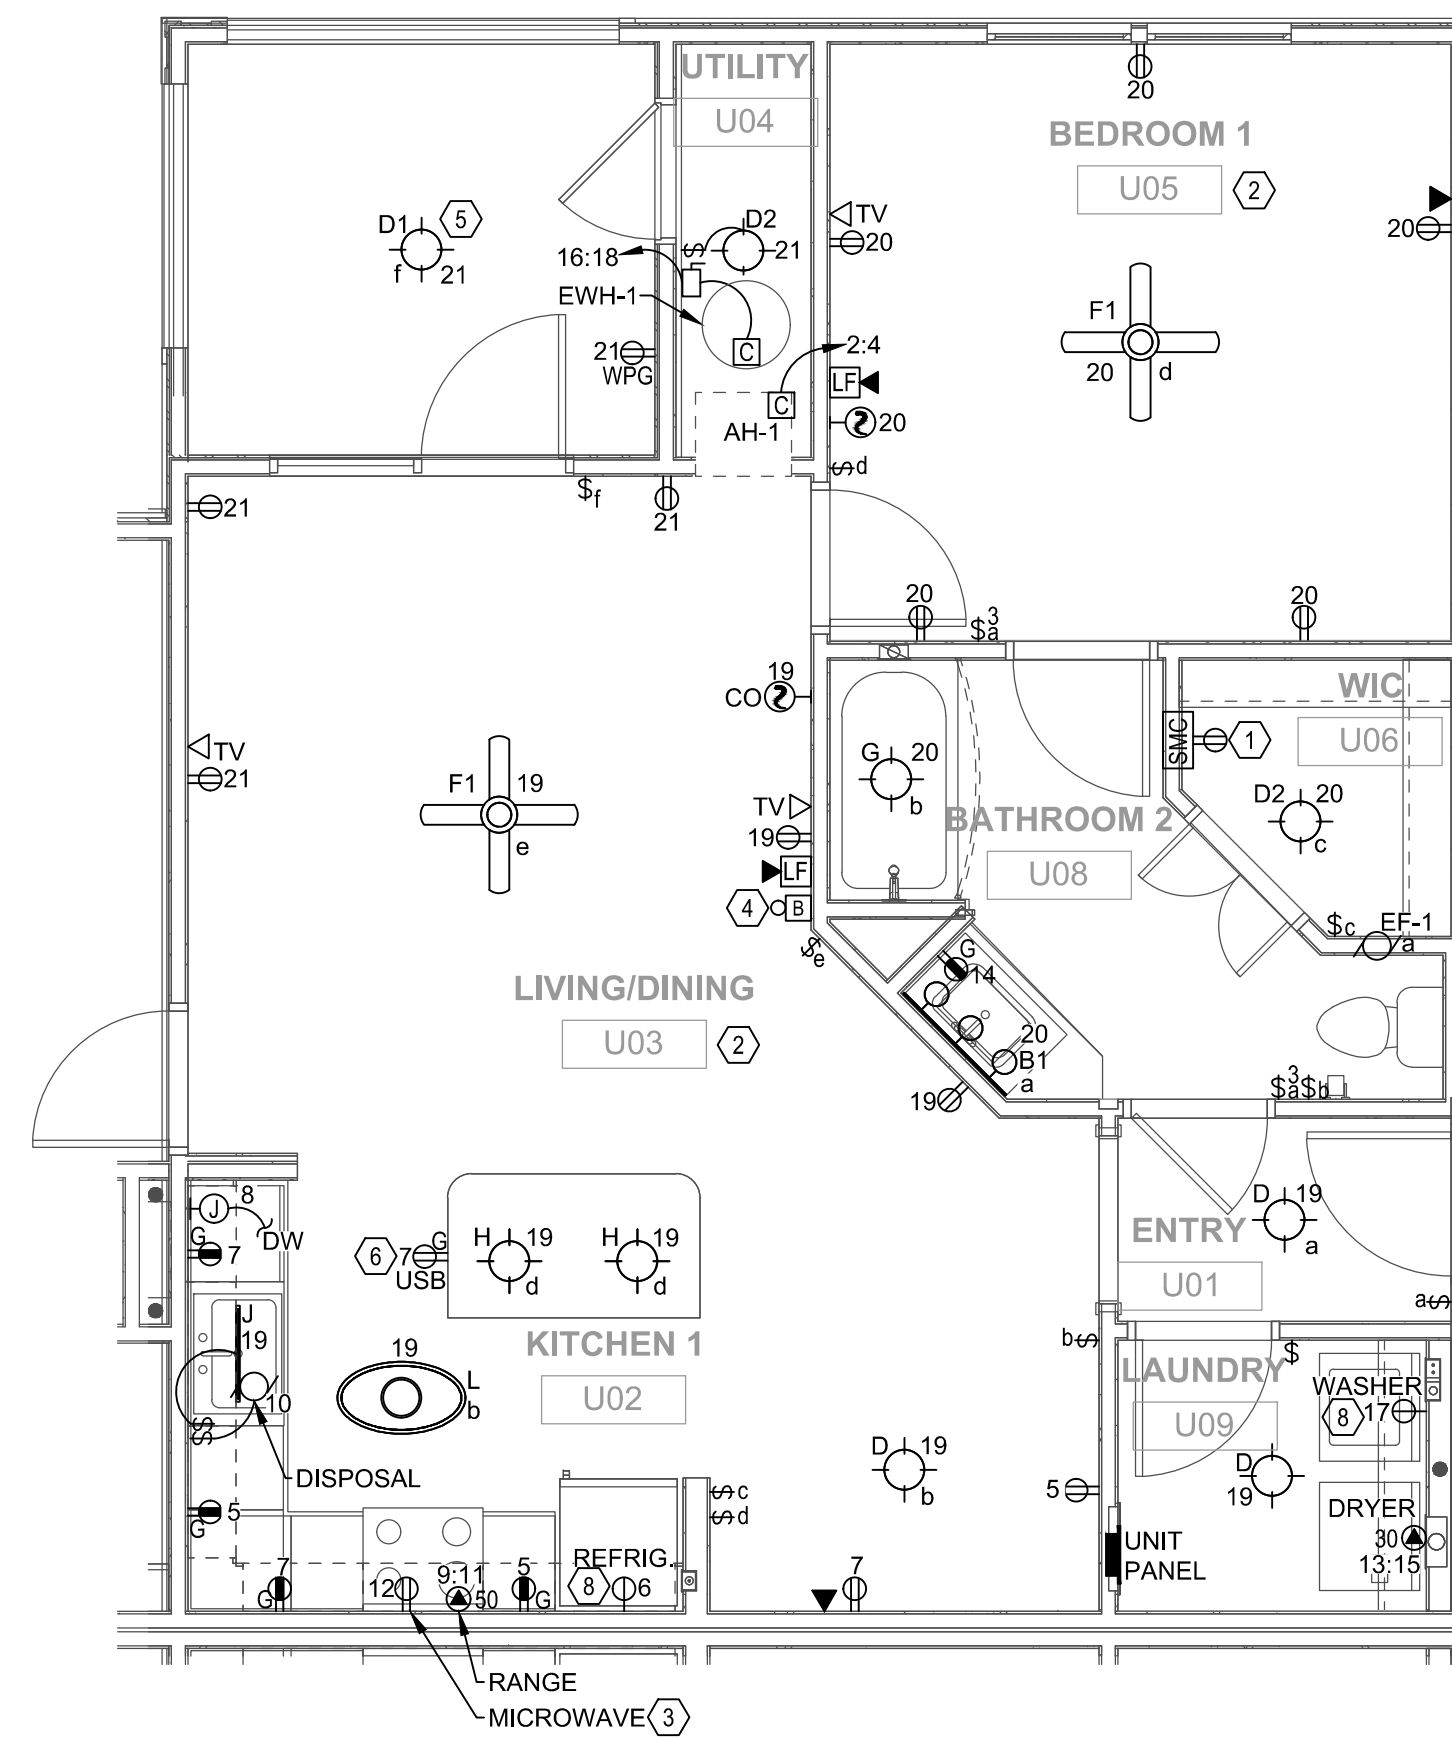 UTILITY
U04
20
BEDROOM 1
U05
2
D1
5
f
21
D2
21
$
16:18
EWH-1
C
TV
20
20
F1
20
d
21
WPG
2:4
LF
C
AH-1
20
$d
21
$f
21
20
$3a
20
19
CO
WIC
U06
SMC
1
TV
21
F1
19
e
G
20
b
D2
20
c
TV
19
BATHROOM 2
U08
LF
4
B
$e
$c
EF-1
a
G
14
LIVING/DINING
U03
2
20
B1
a
19
$3a$b
J
8
DW
G
7
6
7
G
USB
H
19
d
H
19
d
D
19
a
ENTRY
U01
a$
KITCHEN 1
U02
J
19
10
19
L
b
b$
$
LAUNDRY
U09
WASHER
8
17
$$
DISPOSAL
D
19
b
5
D
19
$c
$d
5
G
DRYER
30
13:15
UNIT
PANEL
7
G
12
9:11
50
5
G
REFRIG.
8
6
7
RANGE
MICROWAVE
3